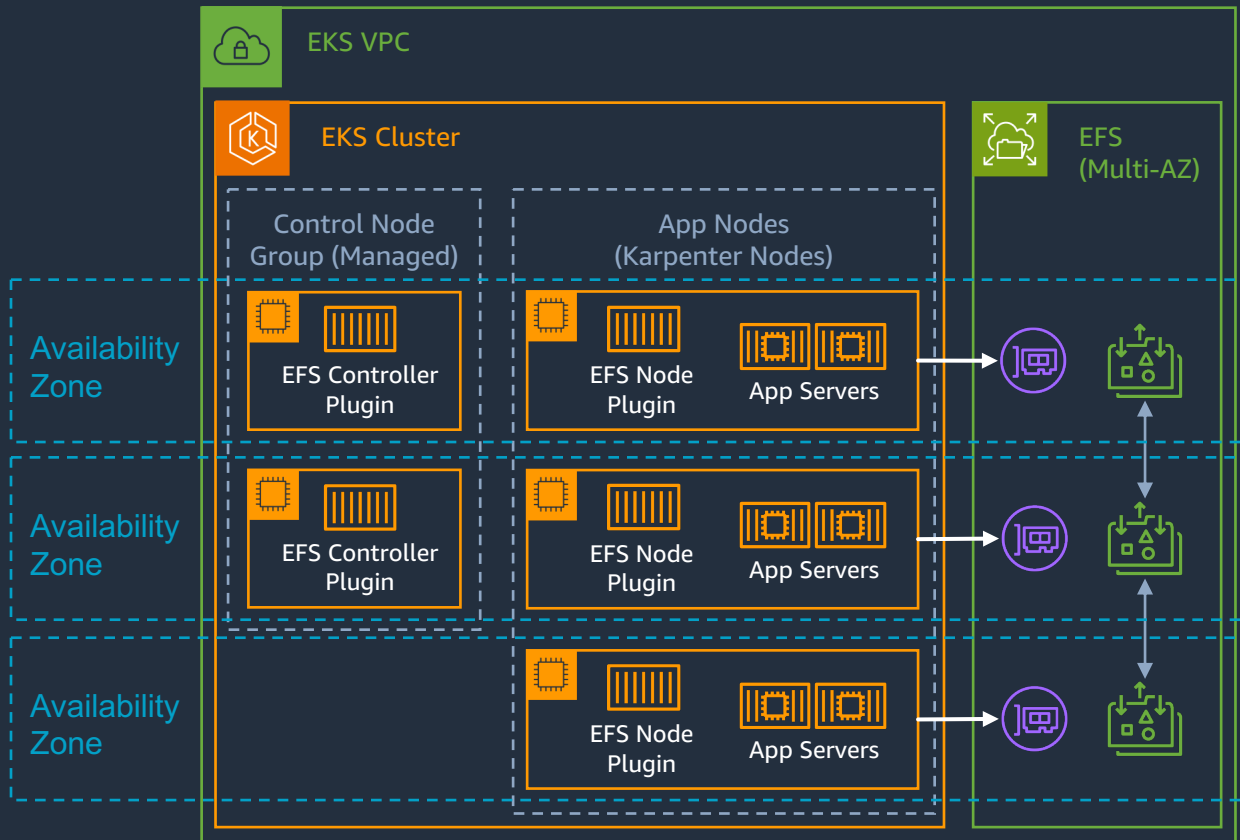 EKS VPC
EKS Cluster
EFS
(Multi-AZ)
Control Node
Group (Managed)
App Nodes
(Karpenter Nodes)
Availability
Zone
EFS Controller
Plugin
EFS Node
Plugin
App Servers
Availability
Zone
EFS Controller
Plugin
EFS Node
Plugin
App Servers
Availability
Zone
EFS Node
Plugin
App Servers
K